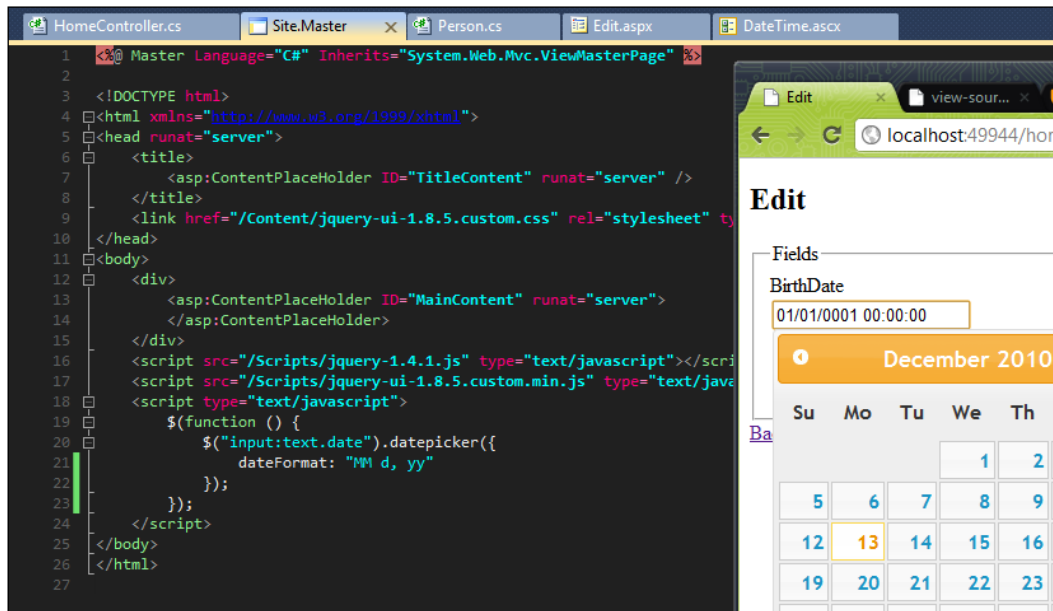 HomeController.cs Site.Master Person.cs Edit.aspx DateTime.ascx
1 <%@ Master Language="C#" Inherits="System.Web.Mvc.ViewMasterPage" %>
2
3 <!DOCTYPE html>
4 <html xmlns="http://www.w3.org/1999/xhtml">
5 <head runat="server">
6 <title>
7 <asp:ContentPlaceHolder ID="TitleContent" runat="server" />
8 </title>
9 <link href="/Content/jquery-ui-1.8.5.custom.css" rel="stylesheet" ty
10 </head>
11 <body>
12 <div>
13 <asp:ContentPlaceHolder ID="MainContent" runat="server">
14 </asp:ContentPlaceHolder>
15 </div>
16 <script src="/Scripts/jquery-1.4.1.js" type="text/javascript"></scri
17 <script src="/Scripts/jquery-ui-1.8.5.custom.min.js" type="text/java
18 <script type="text/javascript">
19 $(function () {
20 $("input:text.date").datepicker({
21 dateFormat: "MM d, yy"
22 });
23 });
24 </script>
25 </body>
26 </html>
27
Edit view-sour...
localhost:49944/hor
Edit
Fields
BirthDate
01/01/0001 00:00:00
December 2010
Su Mo Tu We Th
Ba
1 2
5 6 7 8 9
12 13 14 15 16
19 20 21 22 23